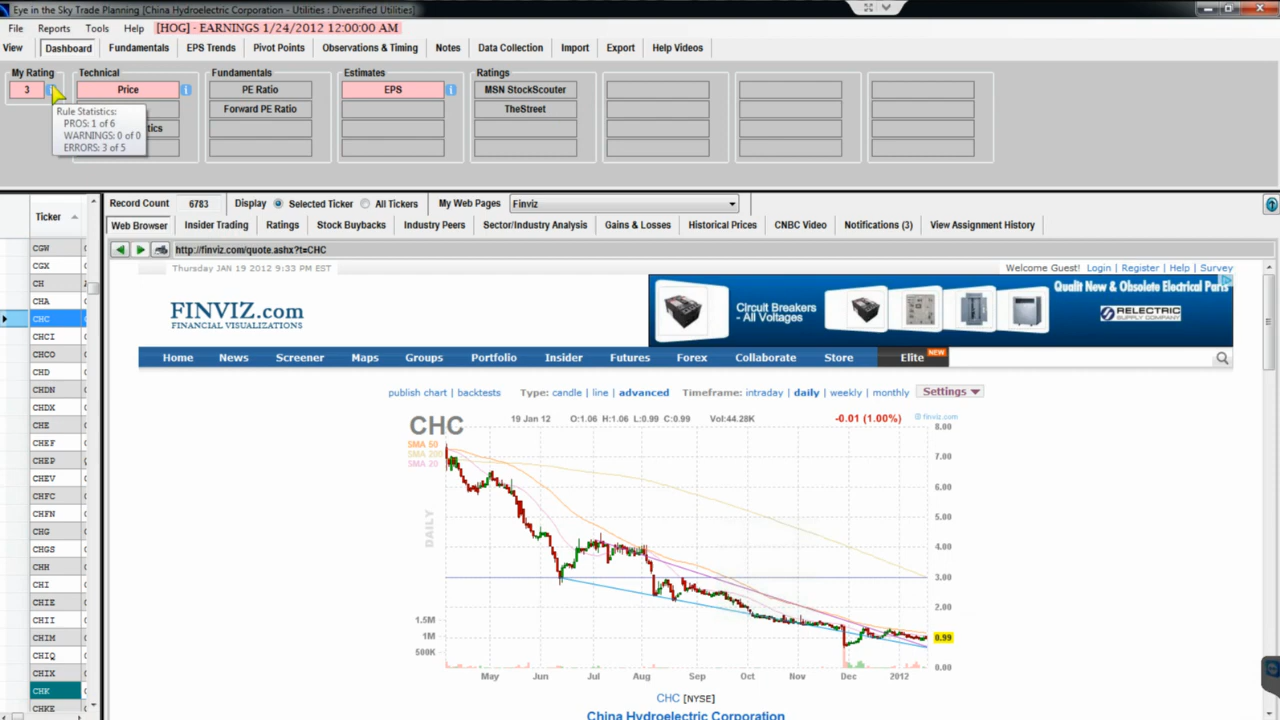 Eye in the Sky Trade Planning [China Hydroelectric Corporation - Utilities : Diversified Utilities]
File Reports Tools Help [HOG] - EARNINGS 1/24/2012 12:00:00 AM
View Dashboard Fundamentals EPS Trends Pivot Points Observations & Timing Notes Data Collection Import Export Help Videos
My Rating Technical Fundamentals Estimates Ratings
3 Price PE Ratio EPS MSN StockScouter
Forward PE Ratio TheStreet
Rule Statistics:
PROS: 1 of 6
WARNINGS: 0 of 0
ERRORS: 3 of 5
tics
Record Count 6783 Display Selected Ticker All Tickers My Web Pages Finviz
Ticker
Web Browser Insider Trading Ratings Stock Buybacks Industry Peers Sector/Industry Analysis Gains & Losses Historical Prices CNBC Video Notifications (3) View Assignment History
http://finviz.com/quote.ashx?t=CHC
CGW
CGX
CH
CHA
CHC
CHCI
CHCO
CHD
CHDN
CHDX
CHE
CHEF
CHEP
CHEV
CHFC
CHFN
CHG
CHGS
CHH
CHI
CHIE
CHII
CHIM
CHIQ
CHIX
CHK
CHKE
Thursday JAN 19 2012 9:33 PM EST
Welcome Guest! Login | Register | Help | Survey
FINVIZ.com
FINANCIAL VISUALIZATIONS
Circuit Breakers
- All Voltages
Qualit New & Obsolete Electrical Parts
RELECTRIC
SUPPLY COMPANY
Home News Screener Maps Groups Portfolio Insider Futures Forex Collaborate Store Elite NEW
publish chart | backtests Type: candle | line | advanced Timeframe: intraday | daily | weekly | monthly Settings
CHC 19 Jan 12 O:1.06 H:1.06 L:0.99 C:0.99 Vol:44.28K -0.01 (1.00%) © finviz.com
SMA 50
SMA 200
SMA 20
DAILY
8.00
7.00
6.00
5.00
4.00
3.00
2.00
0.99
0.00
1.5M
1M
500K
May Jun Jul Aug Sep Oct Nov Dec 2012
CHC [NYSE]
China Hydroelectric Corporation